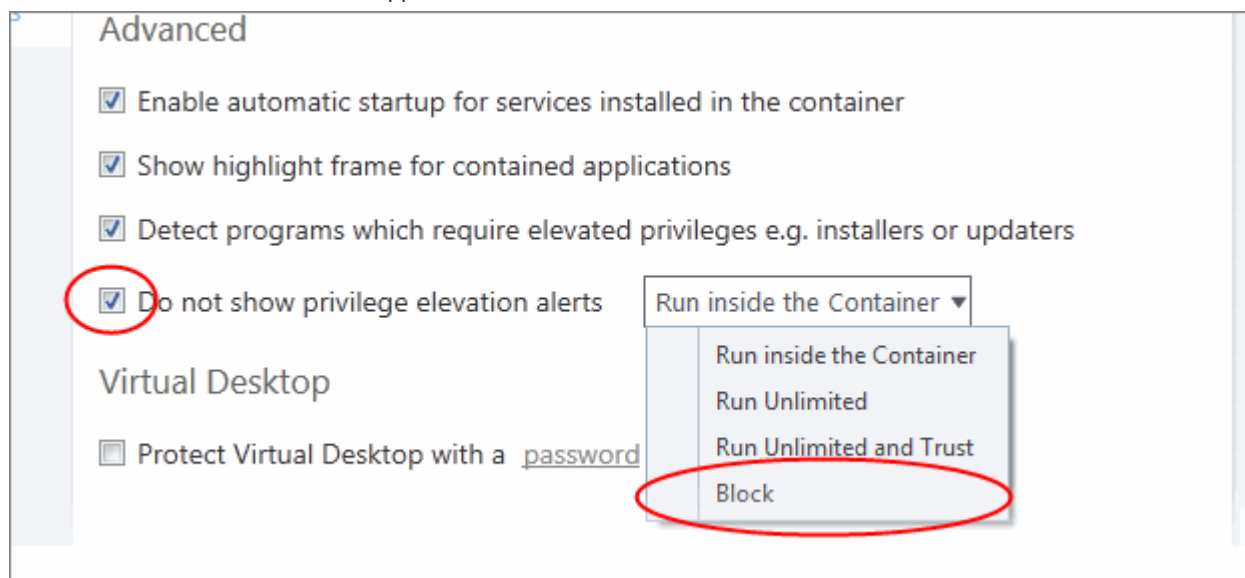 Advanced
Enable automatic startup for services installed in the container
Show highlight frame for contained applications
Detect programs which require elevated privileges e.g. installers or updaters
Do not show privilege elevation alerts Run inside the Container
Run inside the Container
Run Unlimited
Run Unlimited and Trust
Block
Virtual Desktop
Protect Virtual Desktop with a password